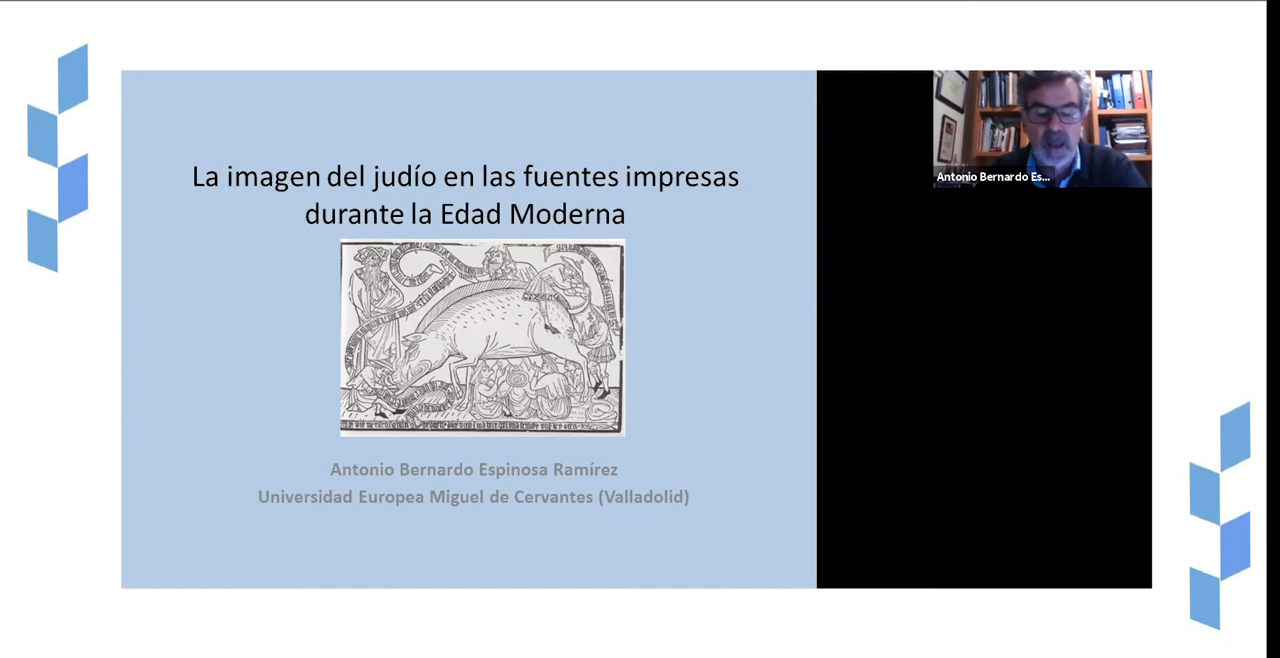 La imagen del judío en las fuentes impresas
durante la Edad Moderna
Antonio Bernardo Espinosa Ramírez
Universidad Europea Miguel de Cervantes (Valladolid)
Antonio Bernardo Es...